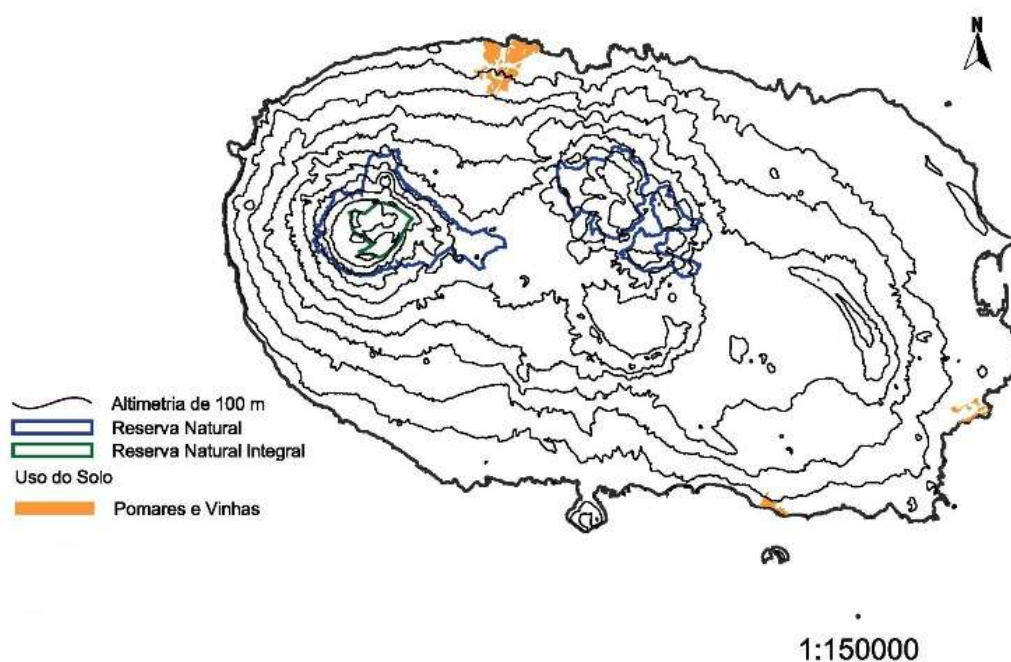 N
Altimetria de 100 m
Reserva Natural
Reserva Natural Integral
Uso do Solo
Pomares e Vinhas
1:150000